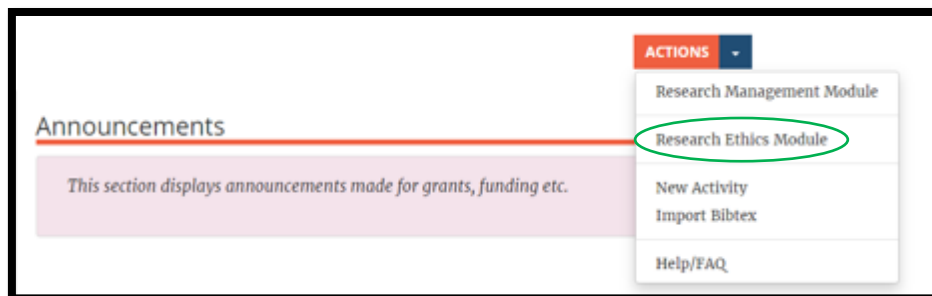 ACTIONS
Research Management Module
Announcements
Research Ethics Module
This section displays announcements made for grants, funding etc.
New Activity
Import Bibtex
Help/FAQ